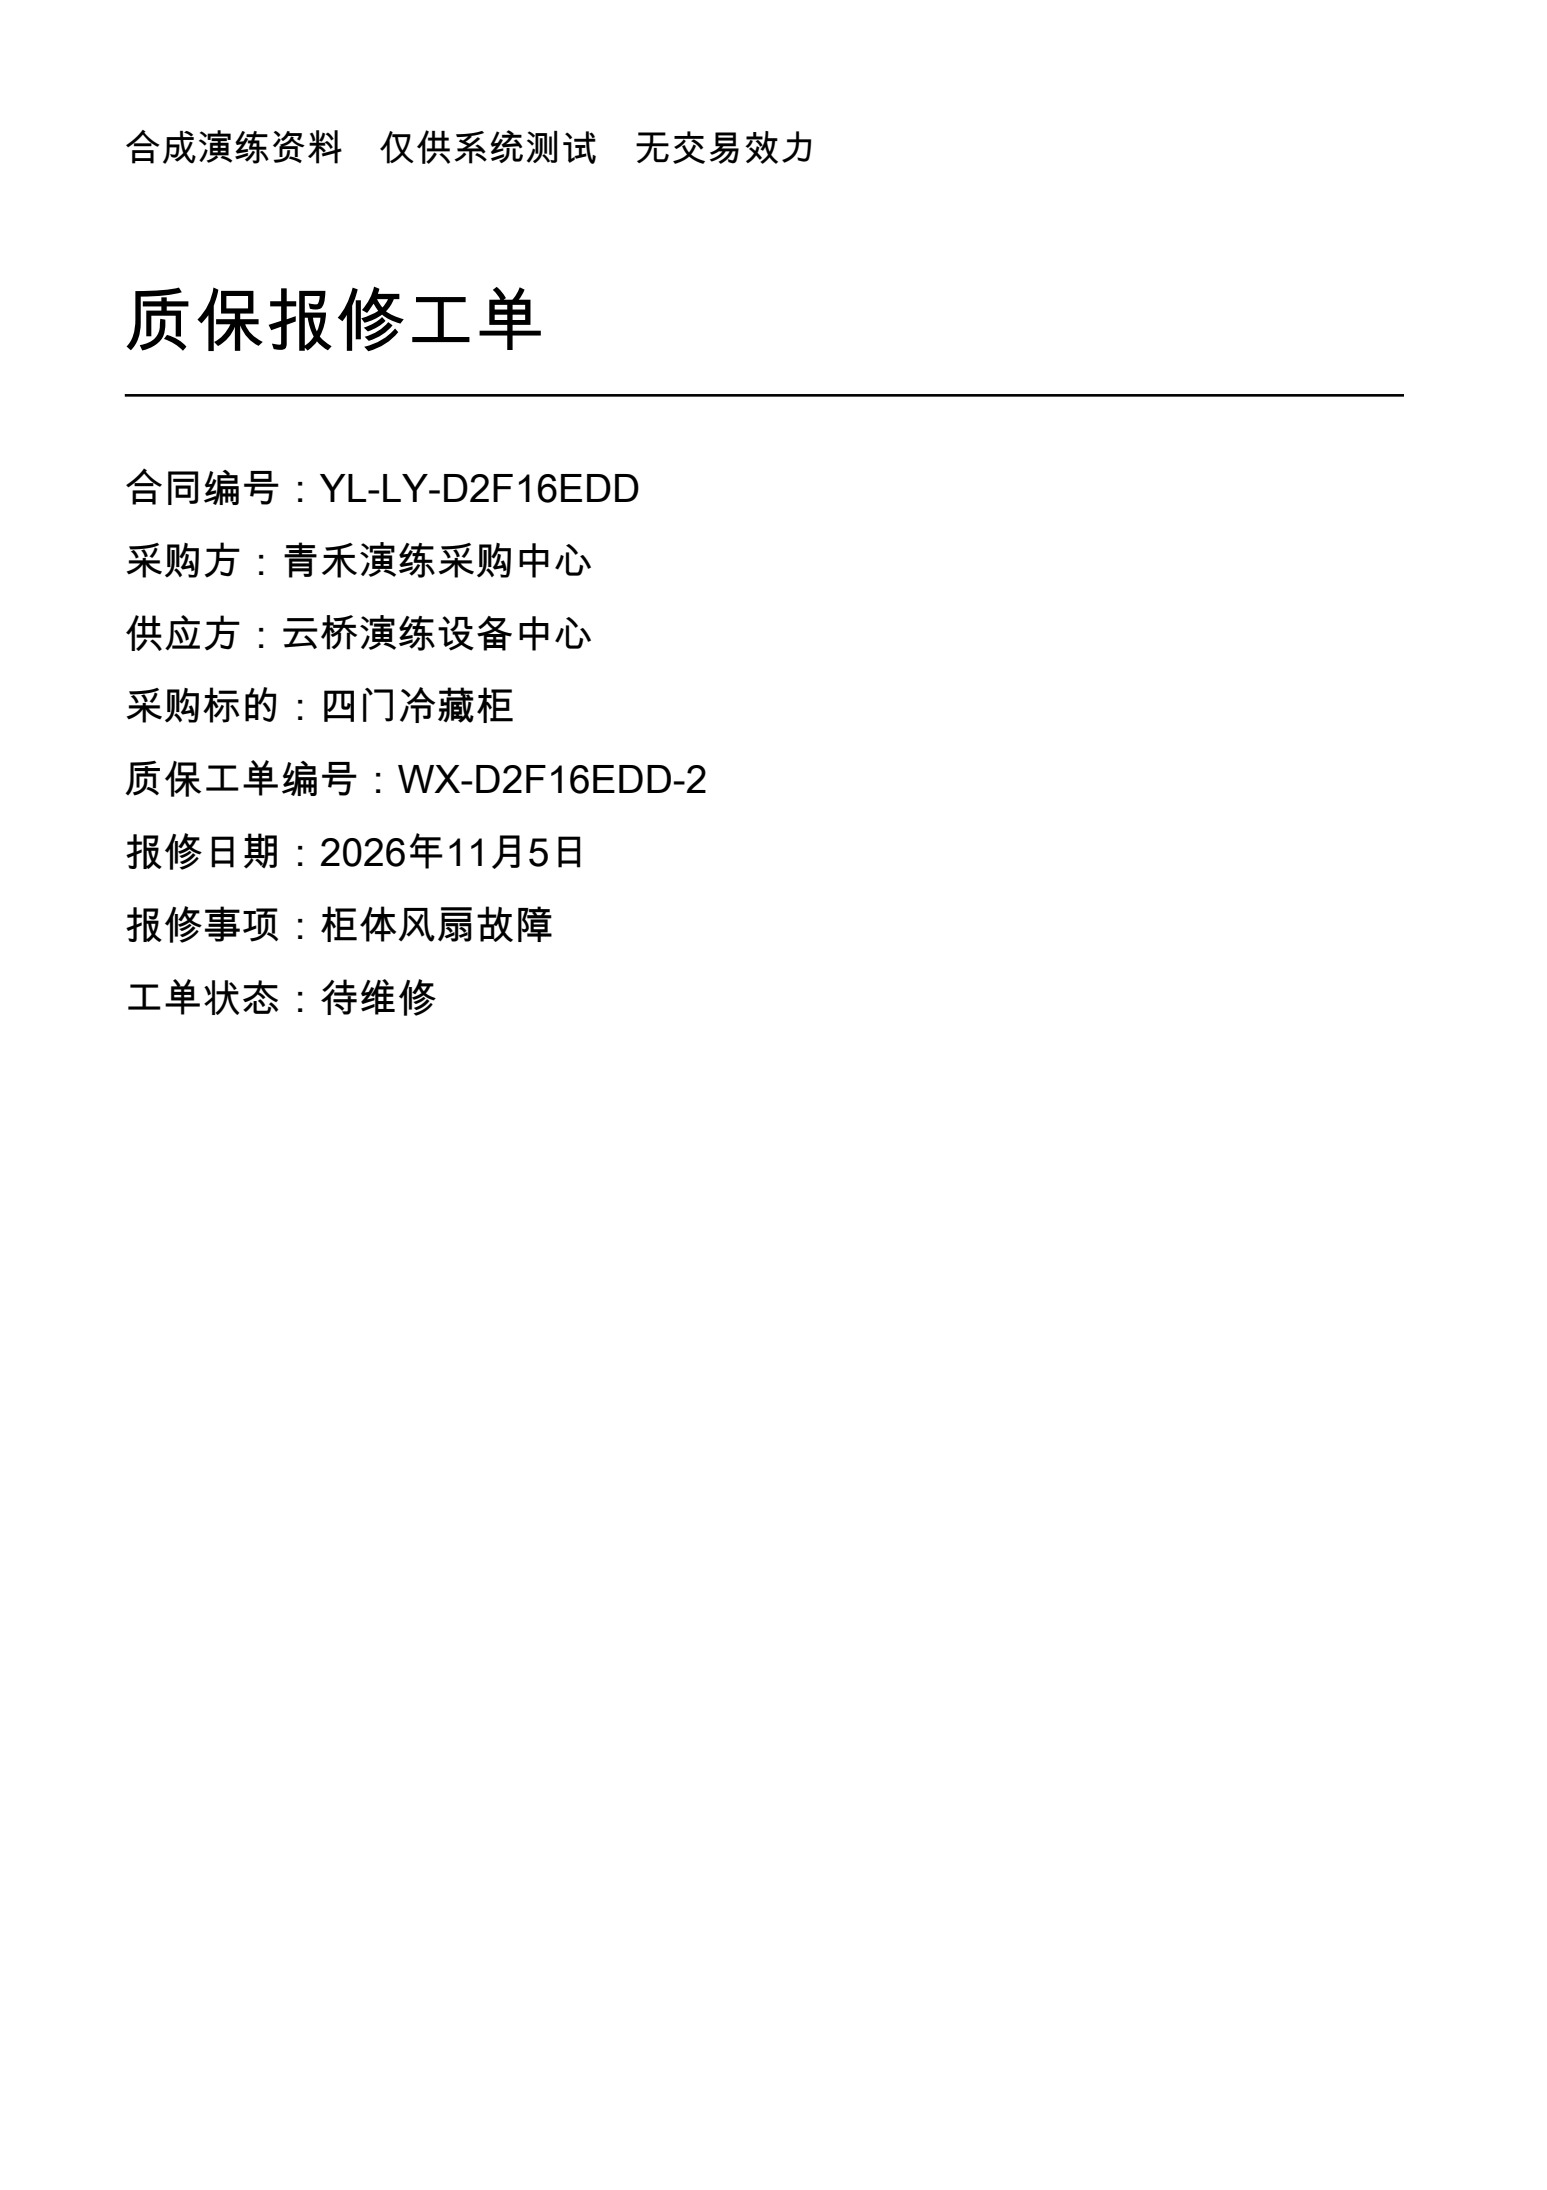 合成演练资料　仅供系统测试　无交易效力
质保报修工单
合同编号：YL-LY-D2F16EDD
采购方：青禾演练采购中心
供应方：云桥演练设备中心
采购标的：四门冷藏柜
质保工单编号：WX-D2F16EDD-2
报修日期：2026年11月5日
报修事项：柜体风扇故障
工单状态：待维修